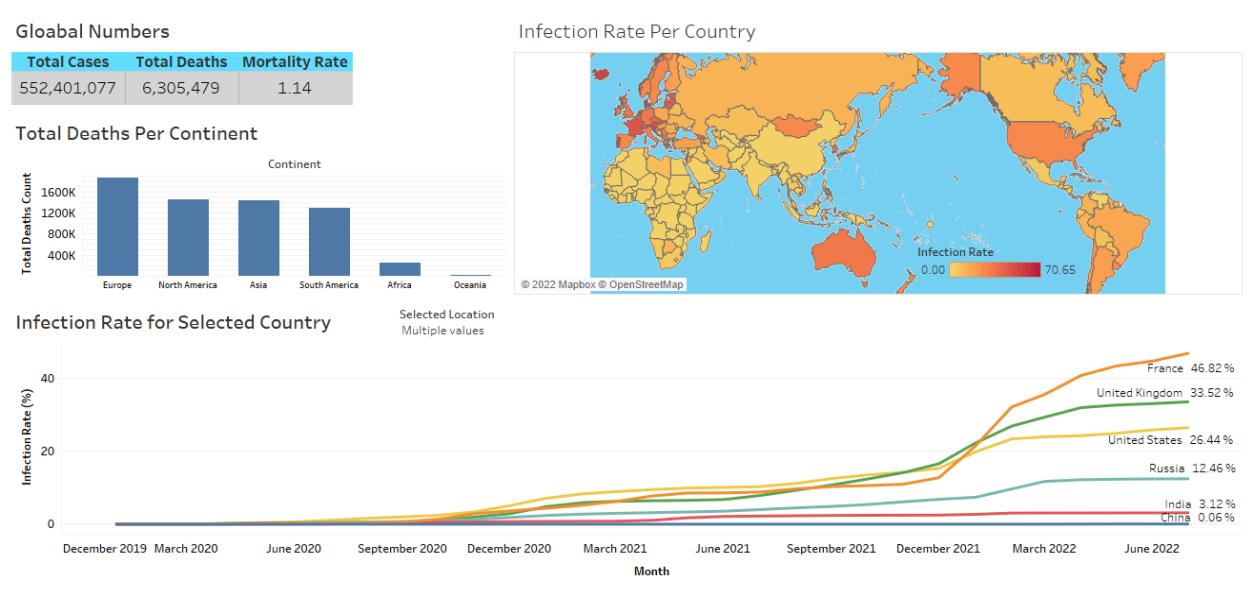 Gloabal Numbers
Total Cases Total Deaths Mortality Rate
552,401,077 6,305,479 1.14
Total Deaths Per Continent
Continent
Total Deaths Count
1600K
1200K
800K
400K
Europe North America Asia South America Africa Oceania
Infection Rate Per Country
Infection Rate
0.00 70.65
© 2022 Mapbox © OpenStreetMap
Infection Rate for Selected Country
Selected Location
Multiple values
Infection Rate (%)
40
20
0
France 46.82 %
United Kingdom 33.52 %
United States 26.44 %
Russia 12.46 %
India 3.12 %
China 0.06 %
December 2019 March 2020 June 2020 September 2020 December 2020 March 2021 June 2021 September 2021 December 2021 March 2022 June 2022
Month